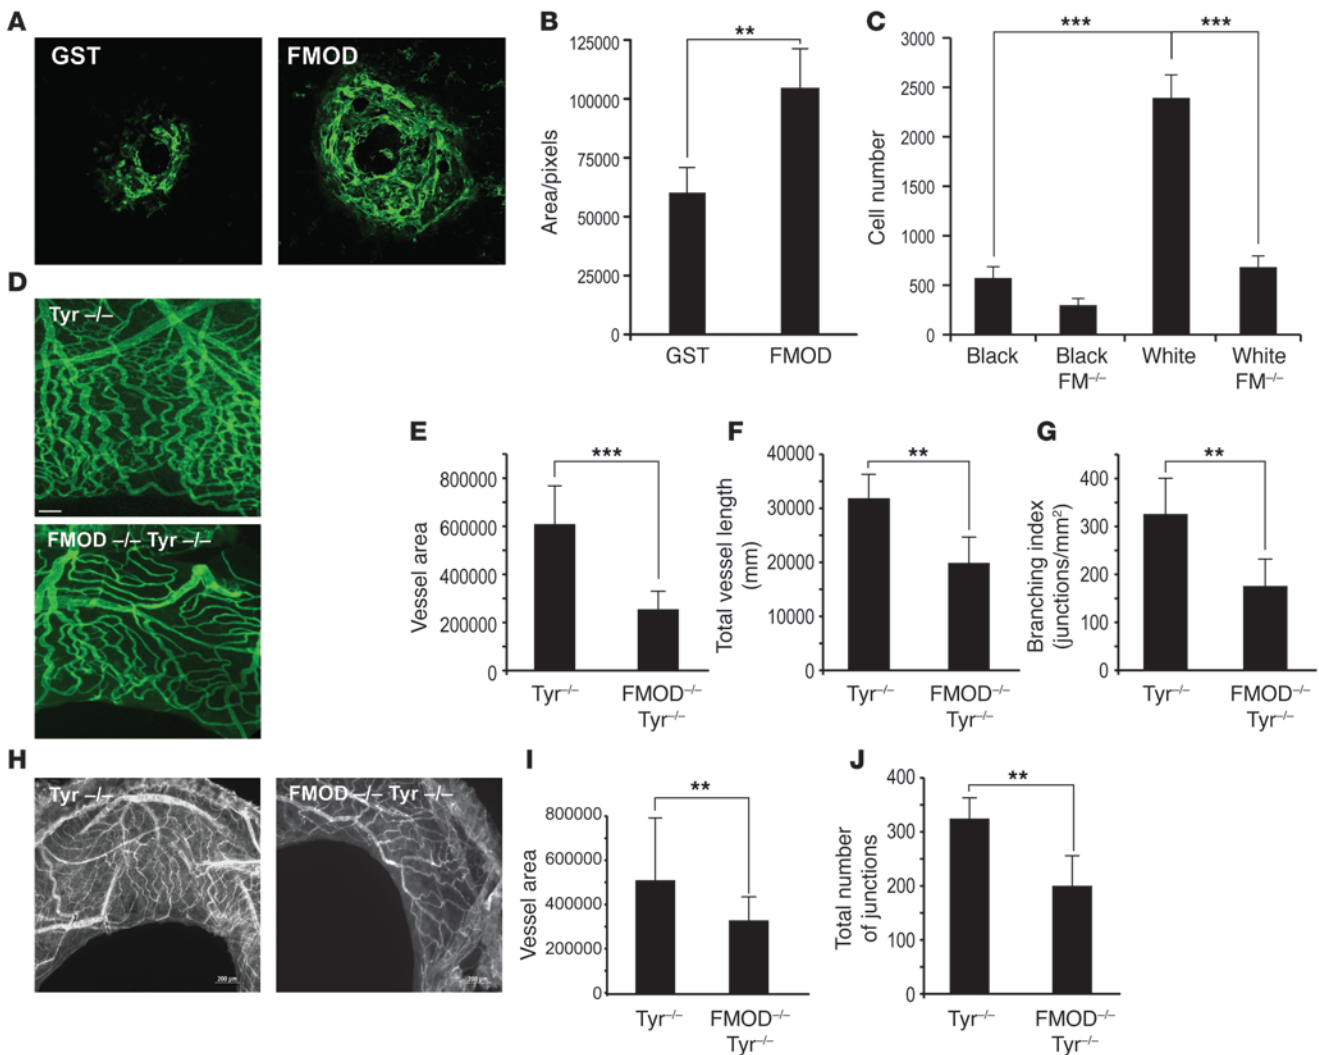 A
GST
FMOD
B
**
125000
100000
75000
50000
25000
0
Area/pixels
GST
FMOD
C
***
***
3000
2500
2000
1500
1000
500
0
Cell number
Black
Black
FM–/–
White
White
FM–/–
D
Tyr –/–
FMOD –/– Tyr –/–
E
***
800000
600000
400000
200000
0
Vessel area
Tyr–/–
FMOD–/–
Tyr–/–
F
**
40000
30000
20000
10000
0
Total vessel length
(mm)
Tyr–/–
FMOD–/–
Tyr–/–
G
**
400
300
200
100
0
Branching index
(junctions/mm²)
Tyr–/–
FMOD–/–
Tyr–/–
H
Tyr –/–
200 µm
FMOD –/– Tyr –/–
200 µm
I
**
800000
600000
400000
200000
0
Vessel area
Tyr–/–
FMOD–/–
Tyr–/–
J
**
400
300
200
100
0
Total number
of junctions
Tyr–/–
FMOD–/–
Tyr–/–